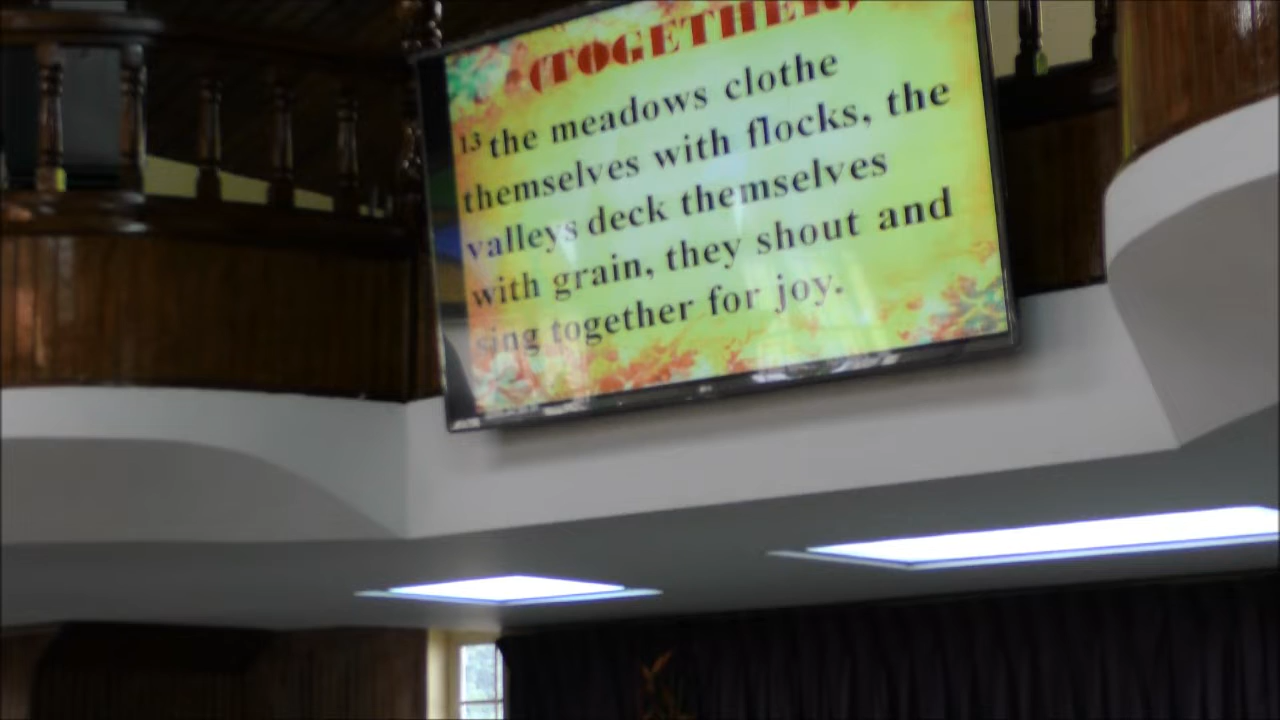 (TOGETHER)
13 the meadows clothe
themselves with flocks, the
valleys deck themselves
with grain, they shout and
sing together for joy.